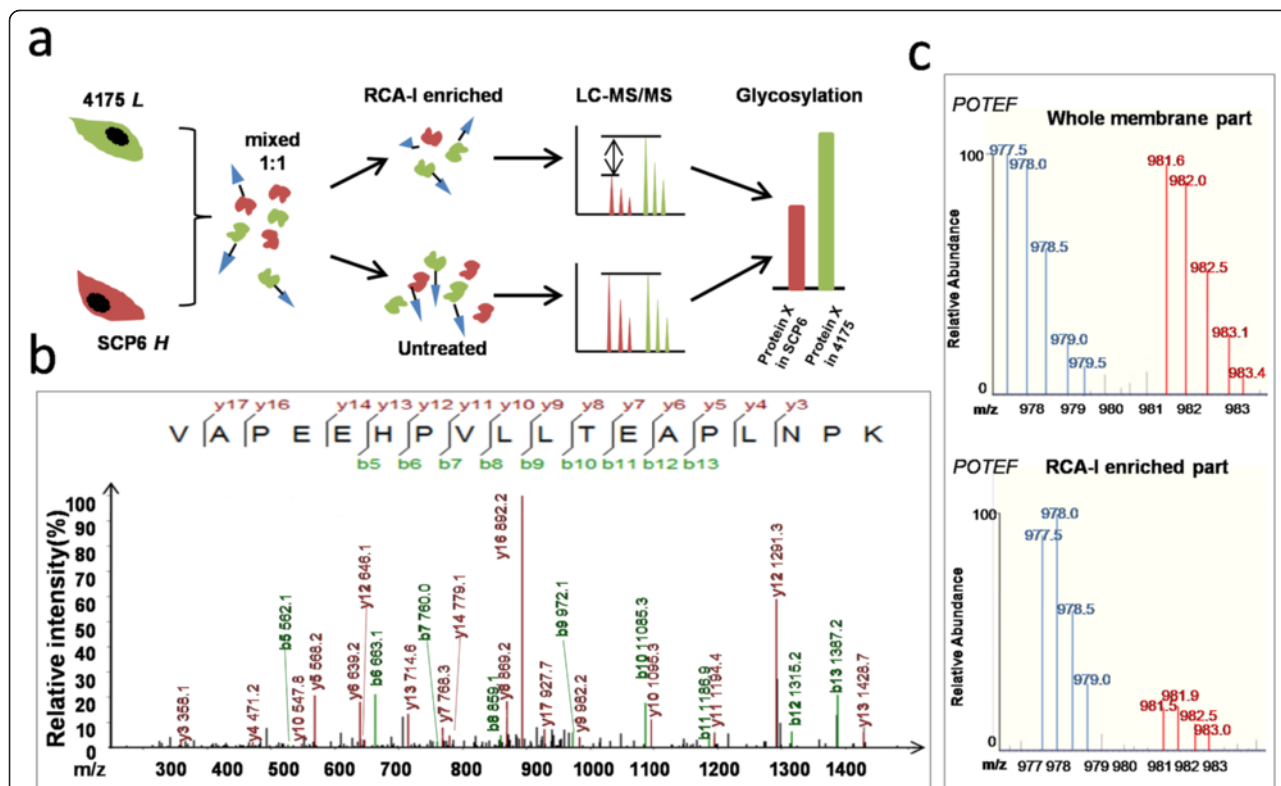 a
4175 L
SCP6 H
mixed
1:1
RCA-I enriched
Untreated
LC-MS/MS
Glycosylation
Protein X
in SCP6
Protein X
in 4175
b
y17 y16 y14 y13 y12 y11 y10 y9 y8 y7 y6 y5 y4 y3
V A P E E H P V L L T E A P L N P K
b5 b6 b7 b8 b9 b10 b11 b12 b13
Relative intensity(%)
100
90
80
70
60
50
40
30
20
10
0
y3 358.1
y4 471.2
b5 562.1
y10 547.8
y5 568.2
y6 639.2
y12 646.1
b6 663.1
y13 714.6
b7 760.0
y7 768.3
y14 779.1
b8 859.1
y8 869.2
y16 892.2
y17 927.7
b9 972.1
y9 982.2
b10 11085.3
y10 1095.3
b11 1186.9
y11 1194.4
y12 1291.3
b12 1315.2
b13 1387.2
y13 1428.7
m/z 300 400 500 600 700 800 900 1000 1100 1200 1300 1400
c
POTEF
Whole membrane part
Relative Abundance
100
0
977.5
978.0
978.5
979.0
979.5
981.6
982.0
982.5
983.1
983.4
m/z 978 979 980 981 982 983
POTEF
RCA-I enriched part
Relative Abundance
100
0
977.5
978.0
978.5
979.0
981.5
981.9
982.5
983.0
m/z 977 978 979 980 981 982 983